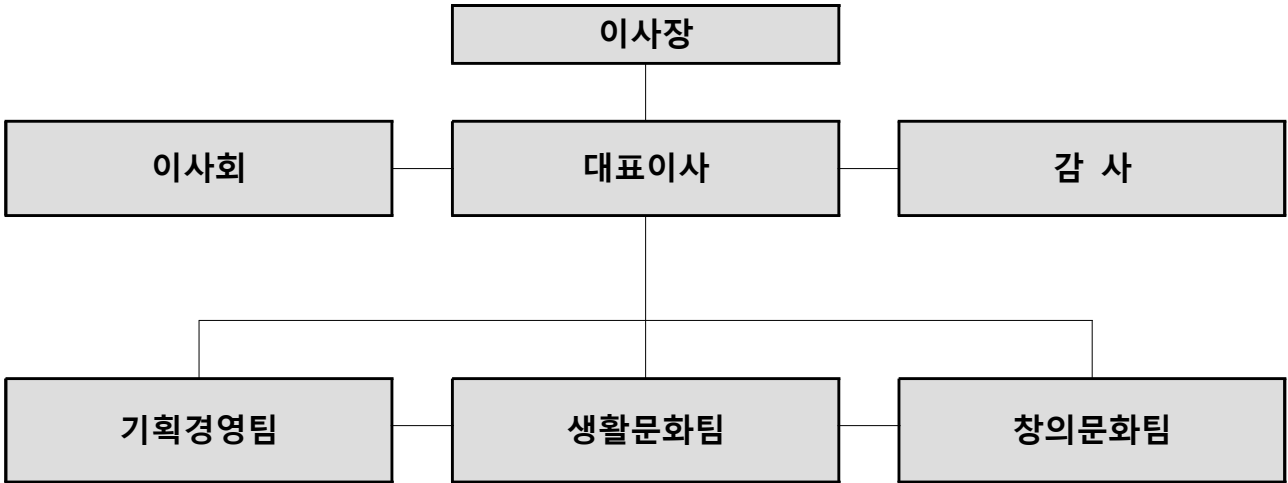 이사장
이사회
대표이사
감 사
기획경영팀
생활문화팀
창의문화팀